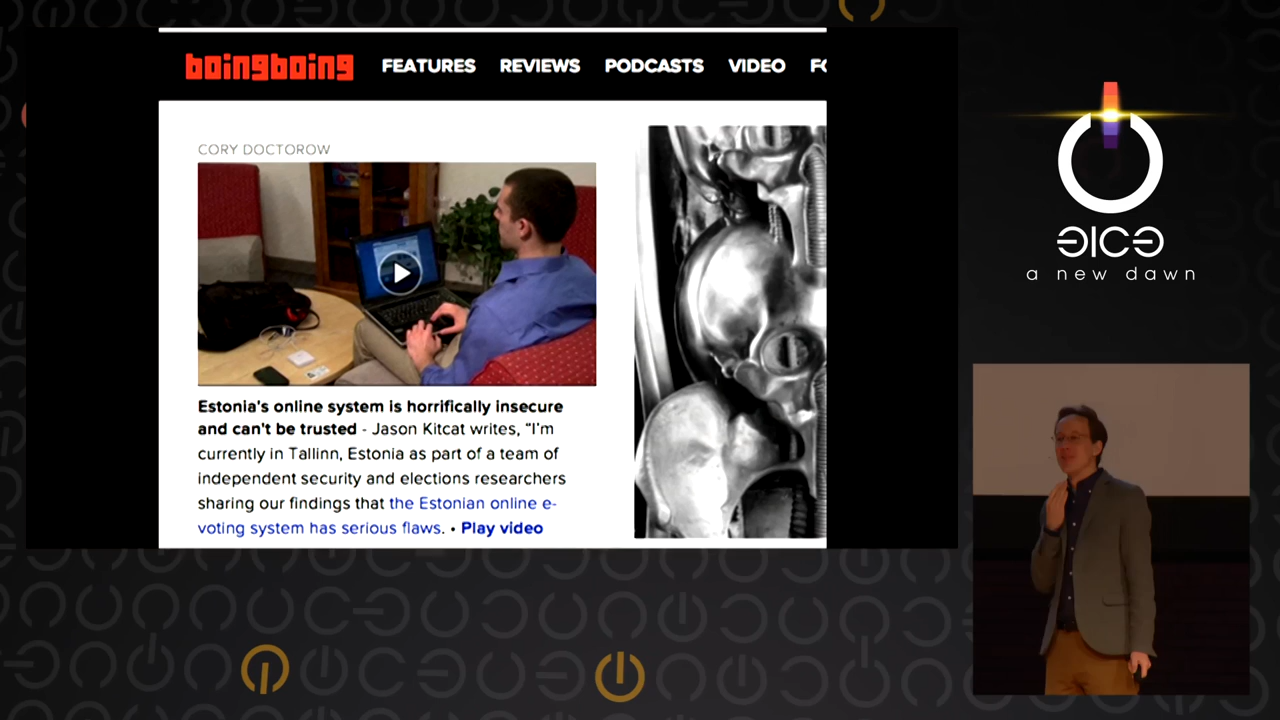 boingboing FEATURES REVIEWS PODCASTS VIDEO
CORY DOCTOROW
Estonia's online system is horrifically insecure
and can't be trusted - Jason Kitcat writes, “I'm
currently in Tallinn, Estonia as part of a team of
independent security and elections researchers
sharing our findings that the Estonian online e-
voting system has serious flaws. • Play video
a new dawn